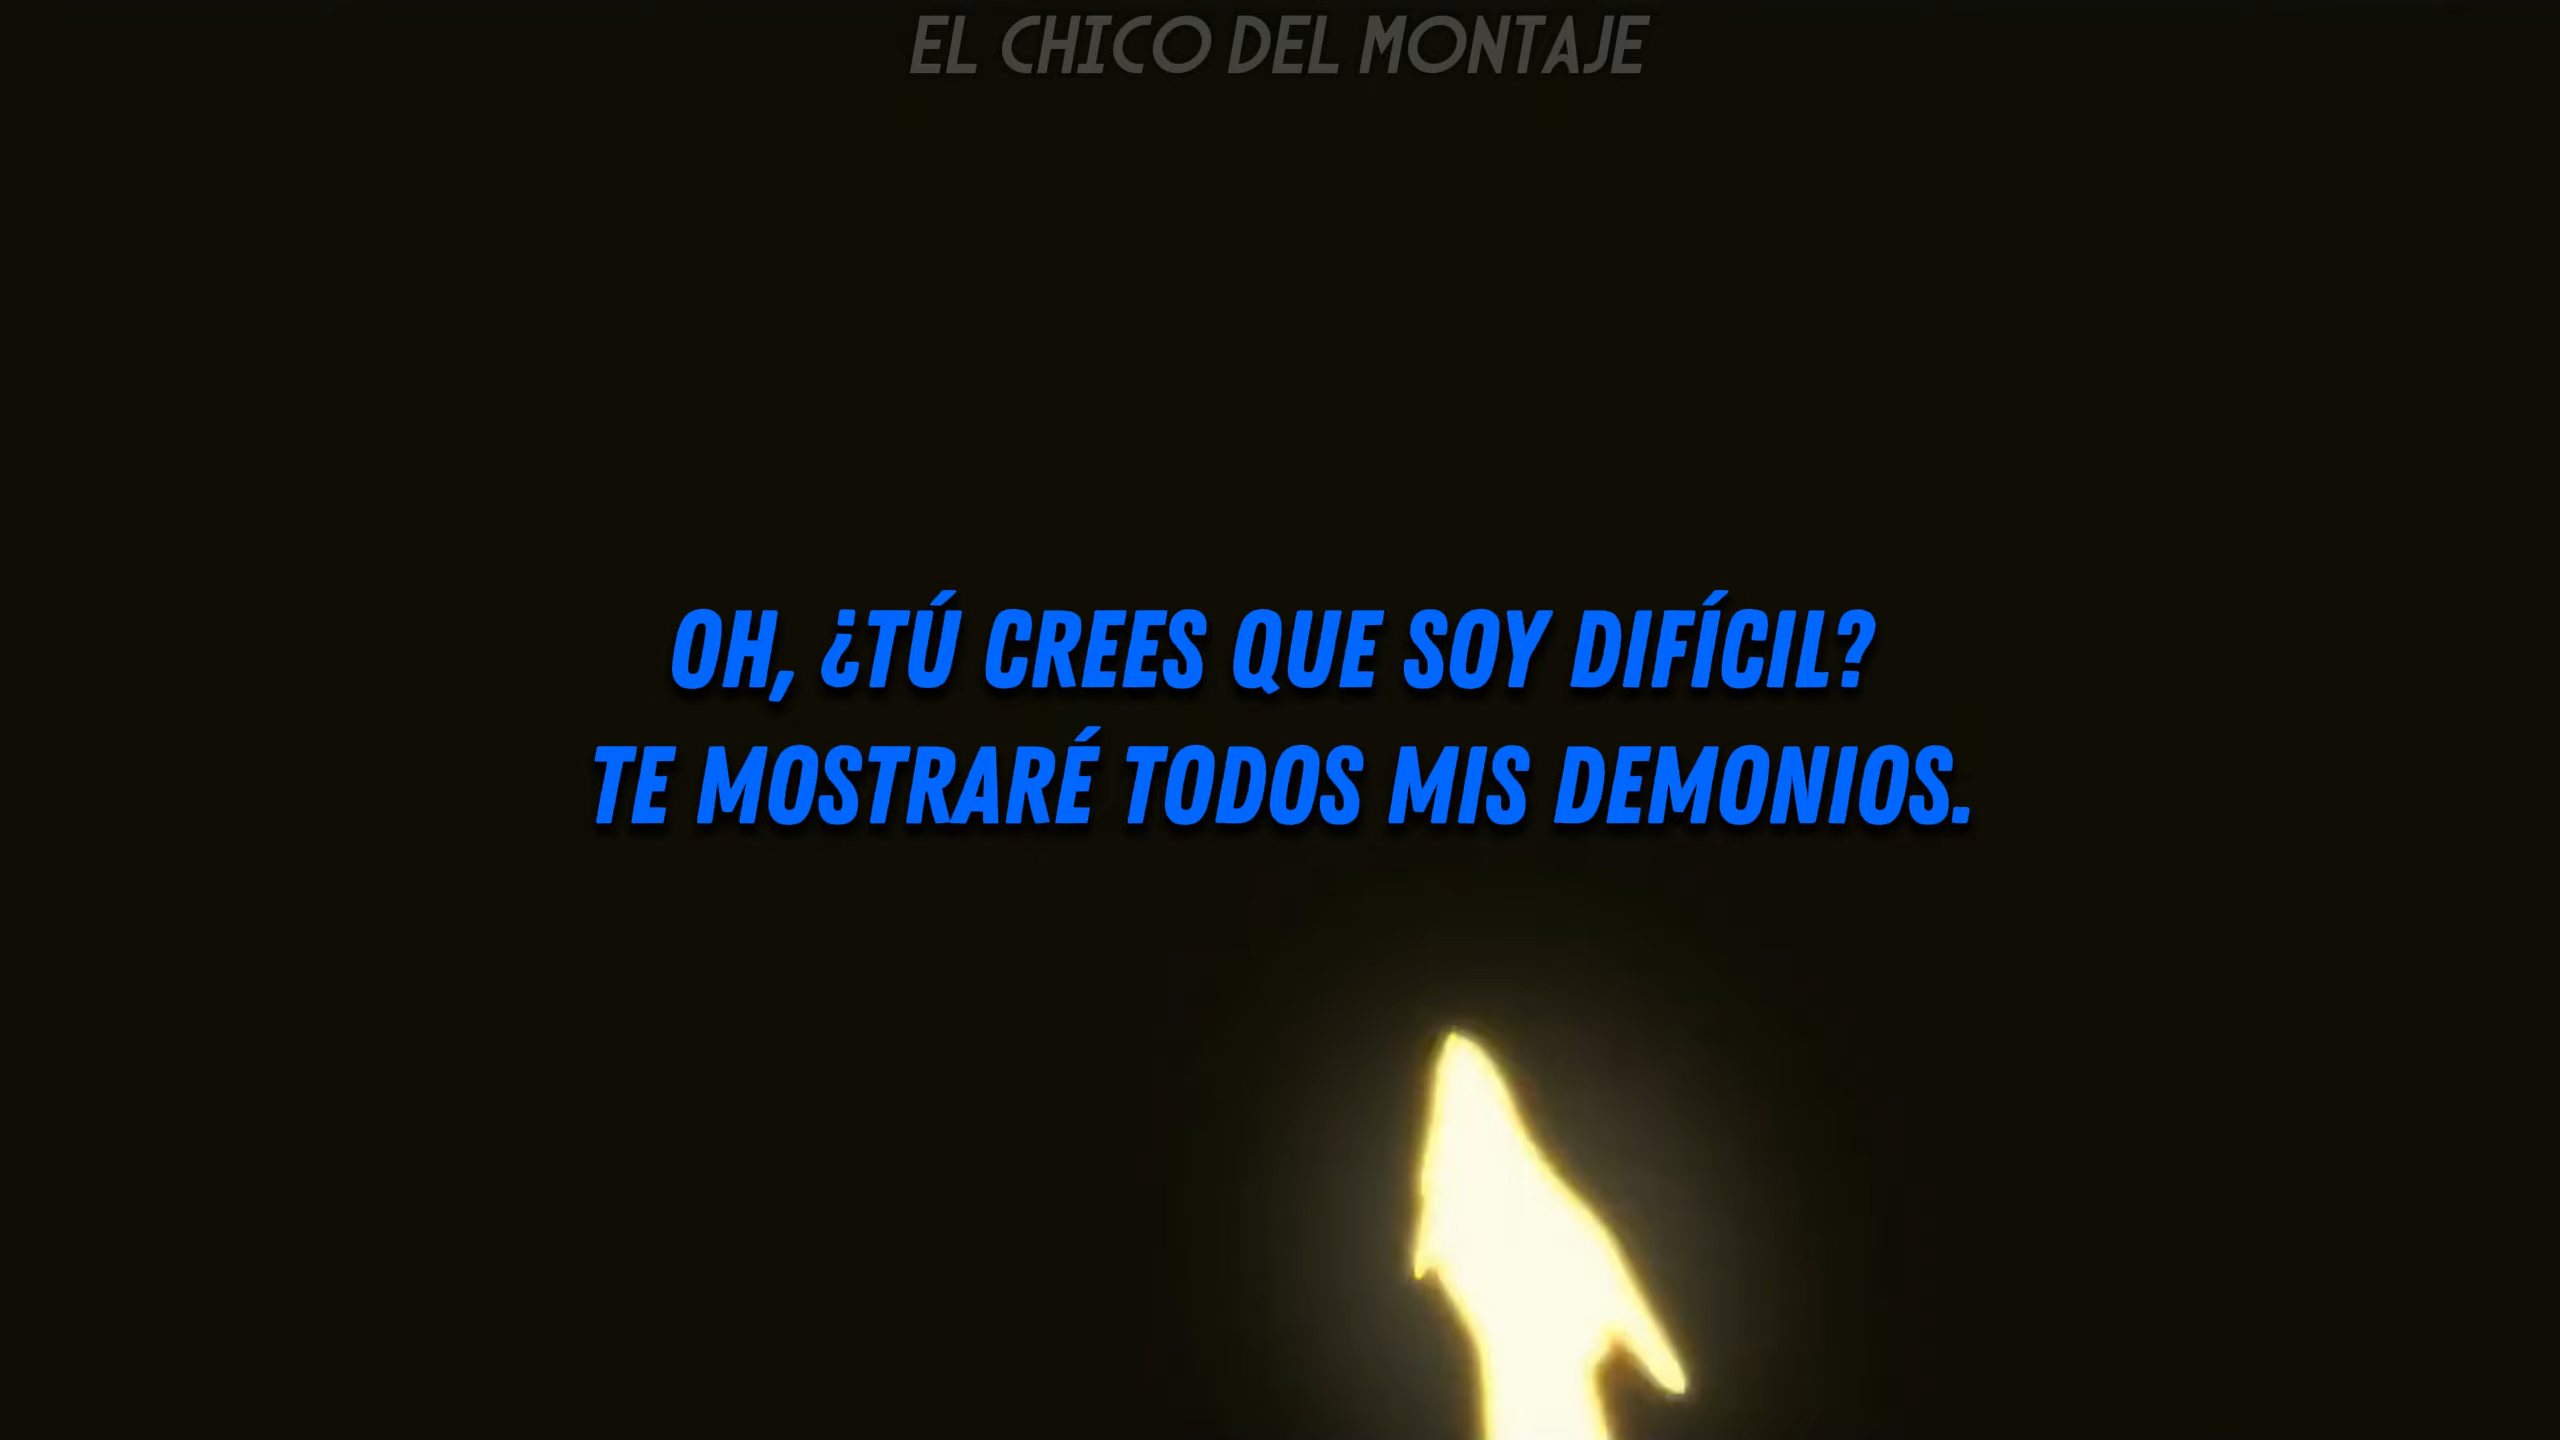 EL CHICO DEL MONTAJE
OH, ¿TÚ CREES QUE SOY DIFÍCIL?
TE MOSTRARÉ TODOS MIS DEMONIOS.